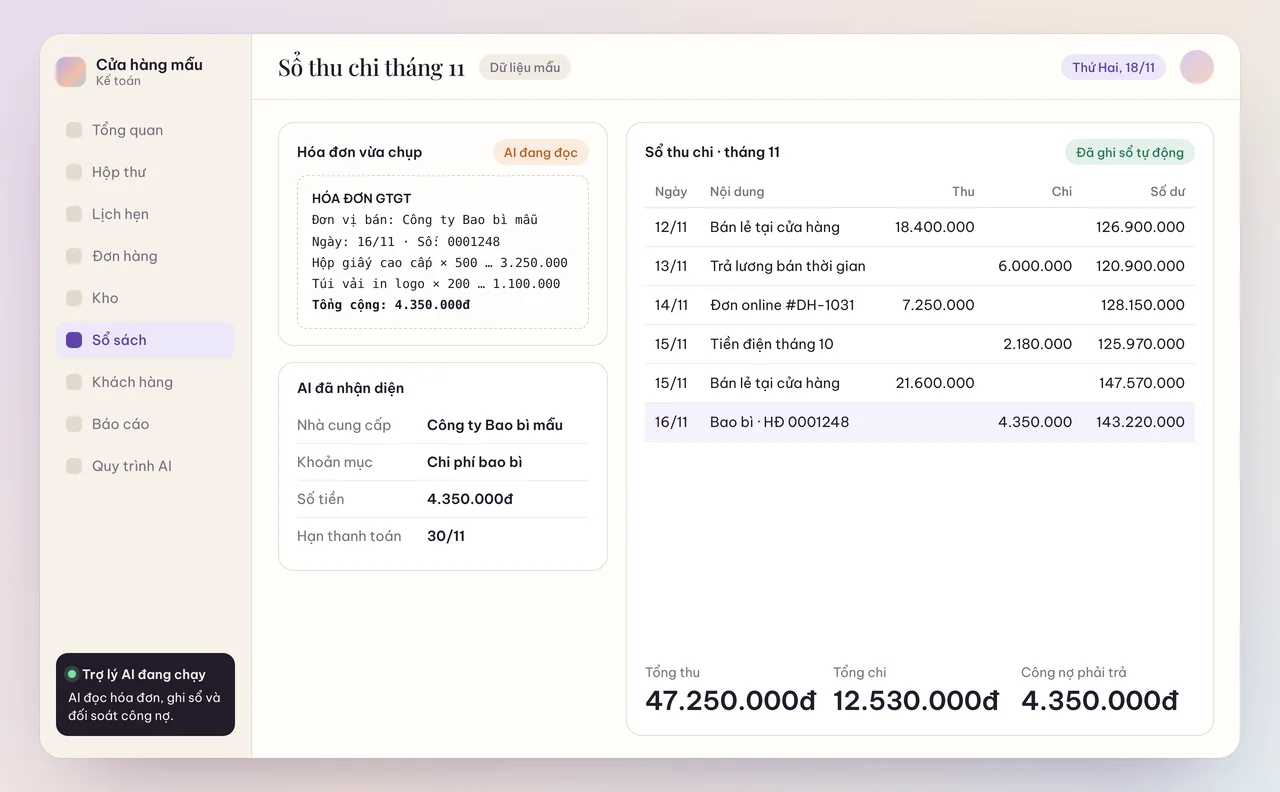 Cửa hàng mẫu
Kế toán
Tổng quan
Hộp thư
Lịch hẹn
Đơn hàng
Kho
Sổ sách
Khách hàng
Báo cáo
Quy trình AI
Trợ lý AI đang chạy
AI đọc hóa đơn, ghi sổ và
đối soát công nợ.
Sổ thu chi tháng 11 Dữ liệu mẫu Thứ Hai, 18/11
Hóa đơn vừa chụp AI đang đọc
HÓA ĐƠN GTGT
Đơn vị bán: Công ty Bao bì mẫu
Ngày: 16/11 · Số: 0001248
Hộp giấy cao cấp × 500 … 3.250.000
Túi vải in logo × 200 … 1.100.000
Tổng cộng: 4.350.000đ
AI đã nhận diện
Nhà cung cấp Công ty Bao bì mẫu
Khoản mục Chi phí bao bì
Số tiền 4.350.000đ
Hạn thanh toán 30/11
Sổ thu chi · tháng 11 Đã ghi sổ tự động
Ngày Nội dung Thu Chi Số dư
12/11 Bán lẻ tại cửa hàng 18.400.000 126.900.000
13/11 Trả lương bán thời gian 6.000.000 120.900.000
14/11 Đơn online #DH-1031 7.250.000 128.150.000
15/11 Tiền điện tháng 10 2.180.000 125.970.000
15/11 Bán lẻ tại cửa hàng 21.600.000 147.570.000
16/11 Bao bì · HĐ 0001248 4.350.000 143.220.000
Tổng thu Tổng chi Công nợ phải trả
47.250.000đ 12.530.000đ 4.350.000đ